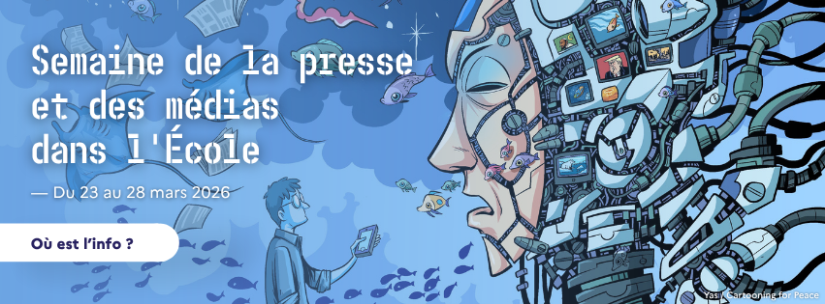 Semaine de la presse
et des médias
dans l'École
— Du 23 au 28 mars 2026
Où est l'info ?
Yas / Cartooning for Peace